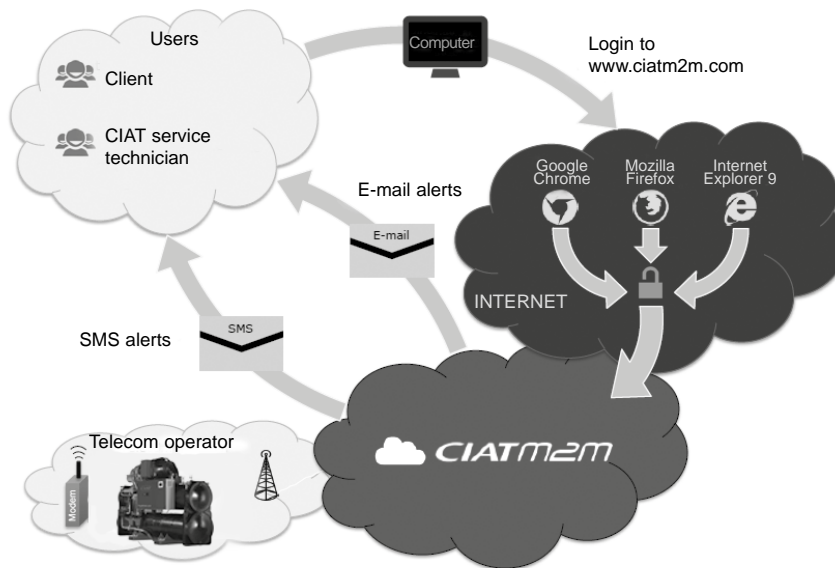 Users
Client
CIAT service
technician
Computer
Login to
www.ciatm2m.com
Google
Chrome
Mozilla
Firefox
Internet
Explorer 9
INTERNET
E-mail alerts
E-mail
SMS alerts
SMS
Telecom operator
Modem
CIATm2m